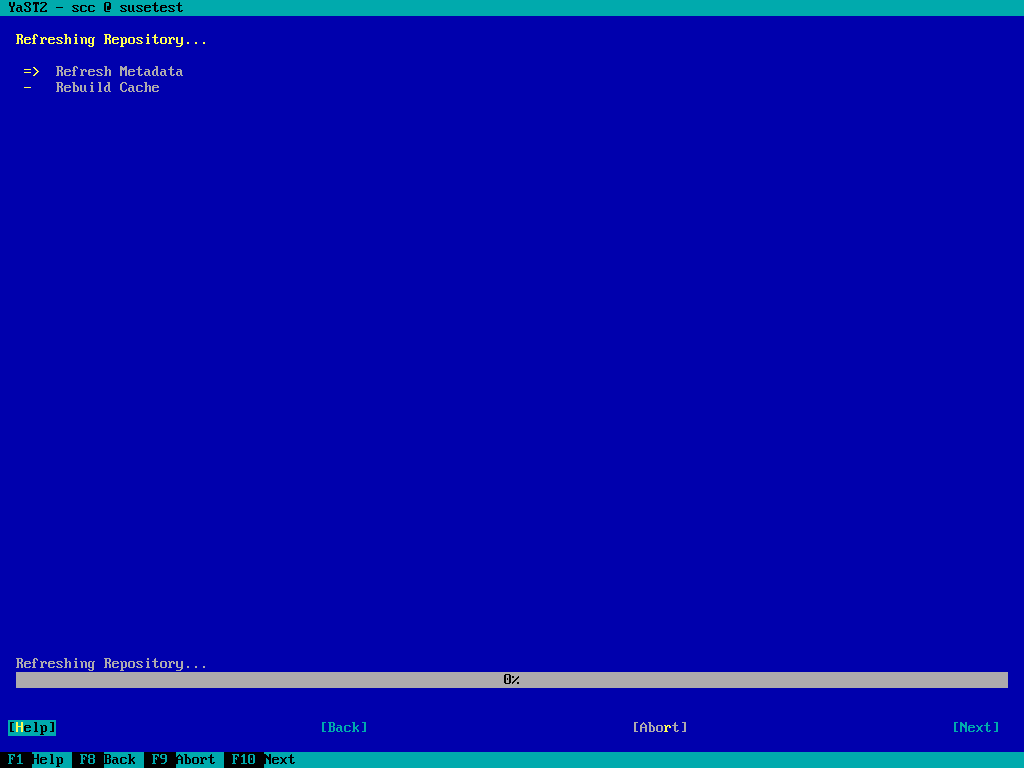 YaST2 - scc @ susetest
Refreshing Repository...
=> Refresh Metadata
- Rebuild Cache
Refreshing Repository...
0%
[Help] [Back] [Abort] [Next]
F1 Help F8 Back F9 Abort F10 Next